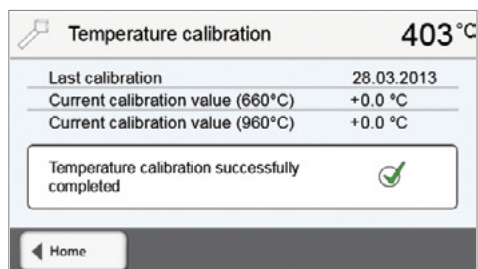 Temperature calibration 403°C
Last calibration 28.03.2013
Current calibration value (660°C) +0.0 °C
Current calibration value (960°C) +0.0 °C
Temperature calibration successfully
completed
Home